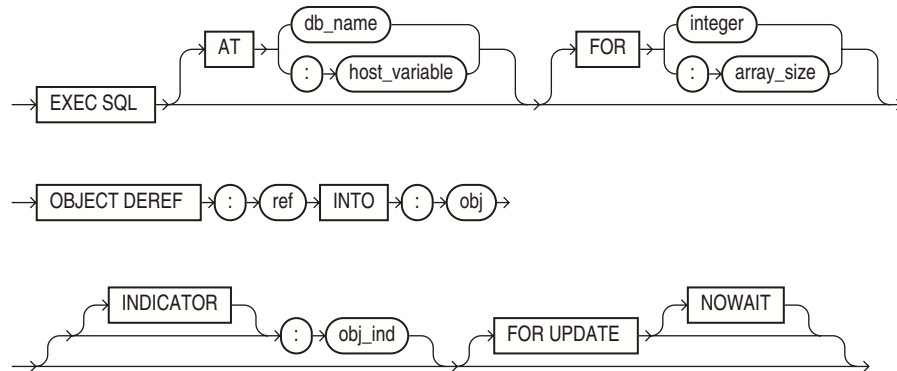 AT db_name FOR integer
: host_variable : array_size
EXEC SQL
OBJECT DEREF : ref INTO : obj
INDICATOR NOWAIT
: obj_ind FOR UPDATE